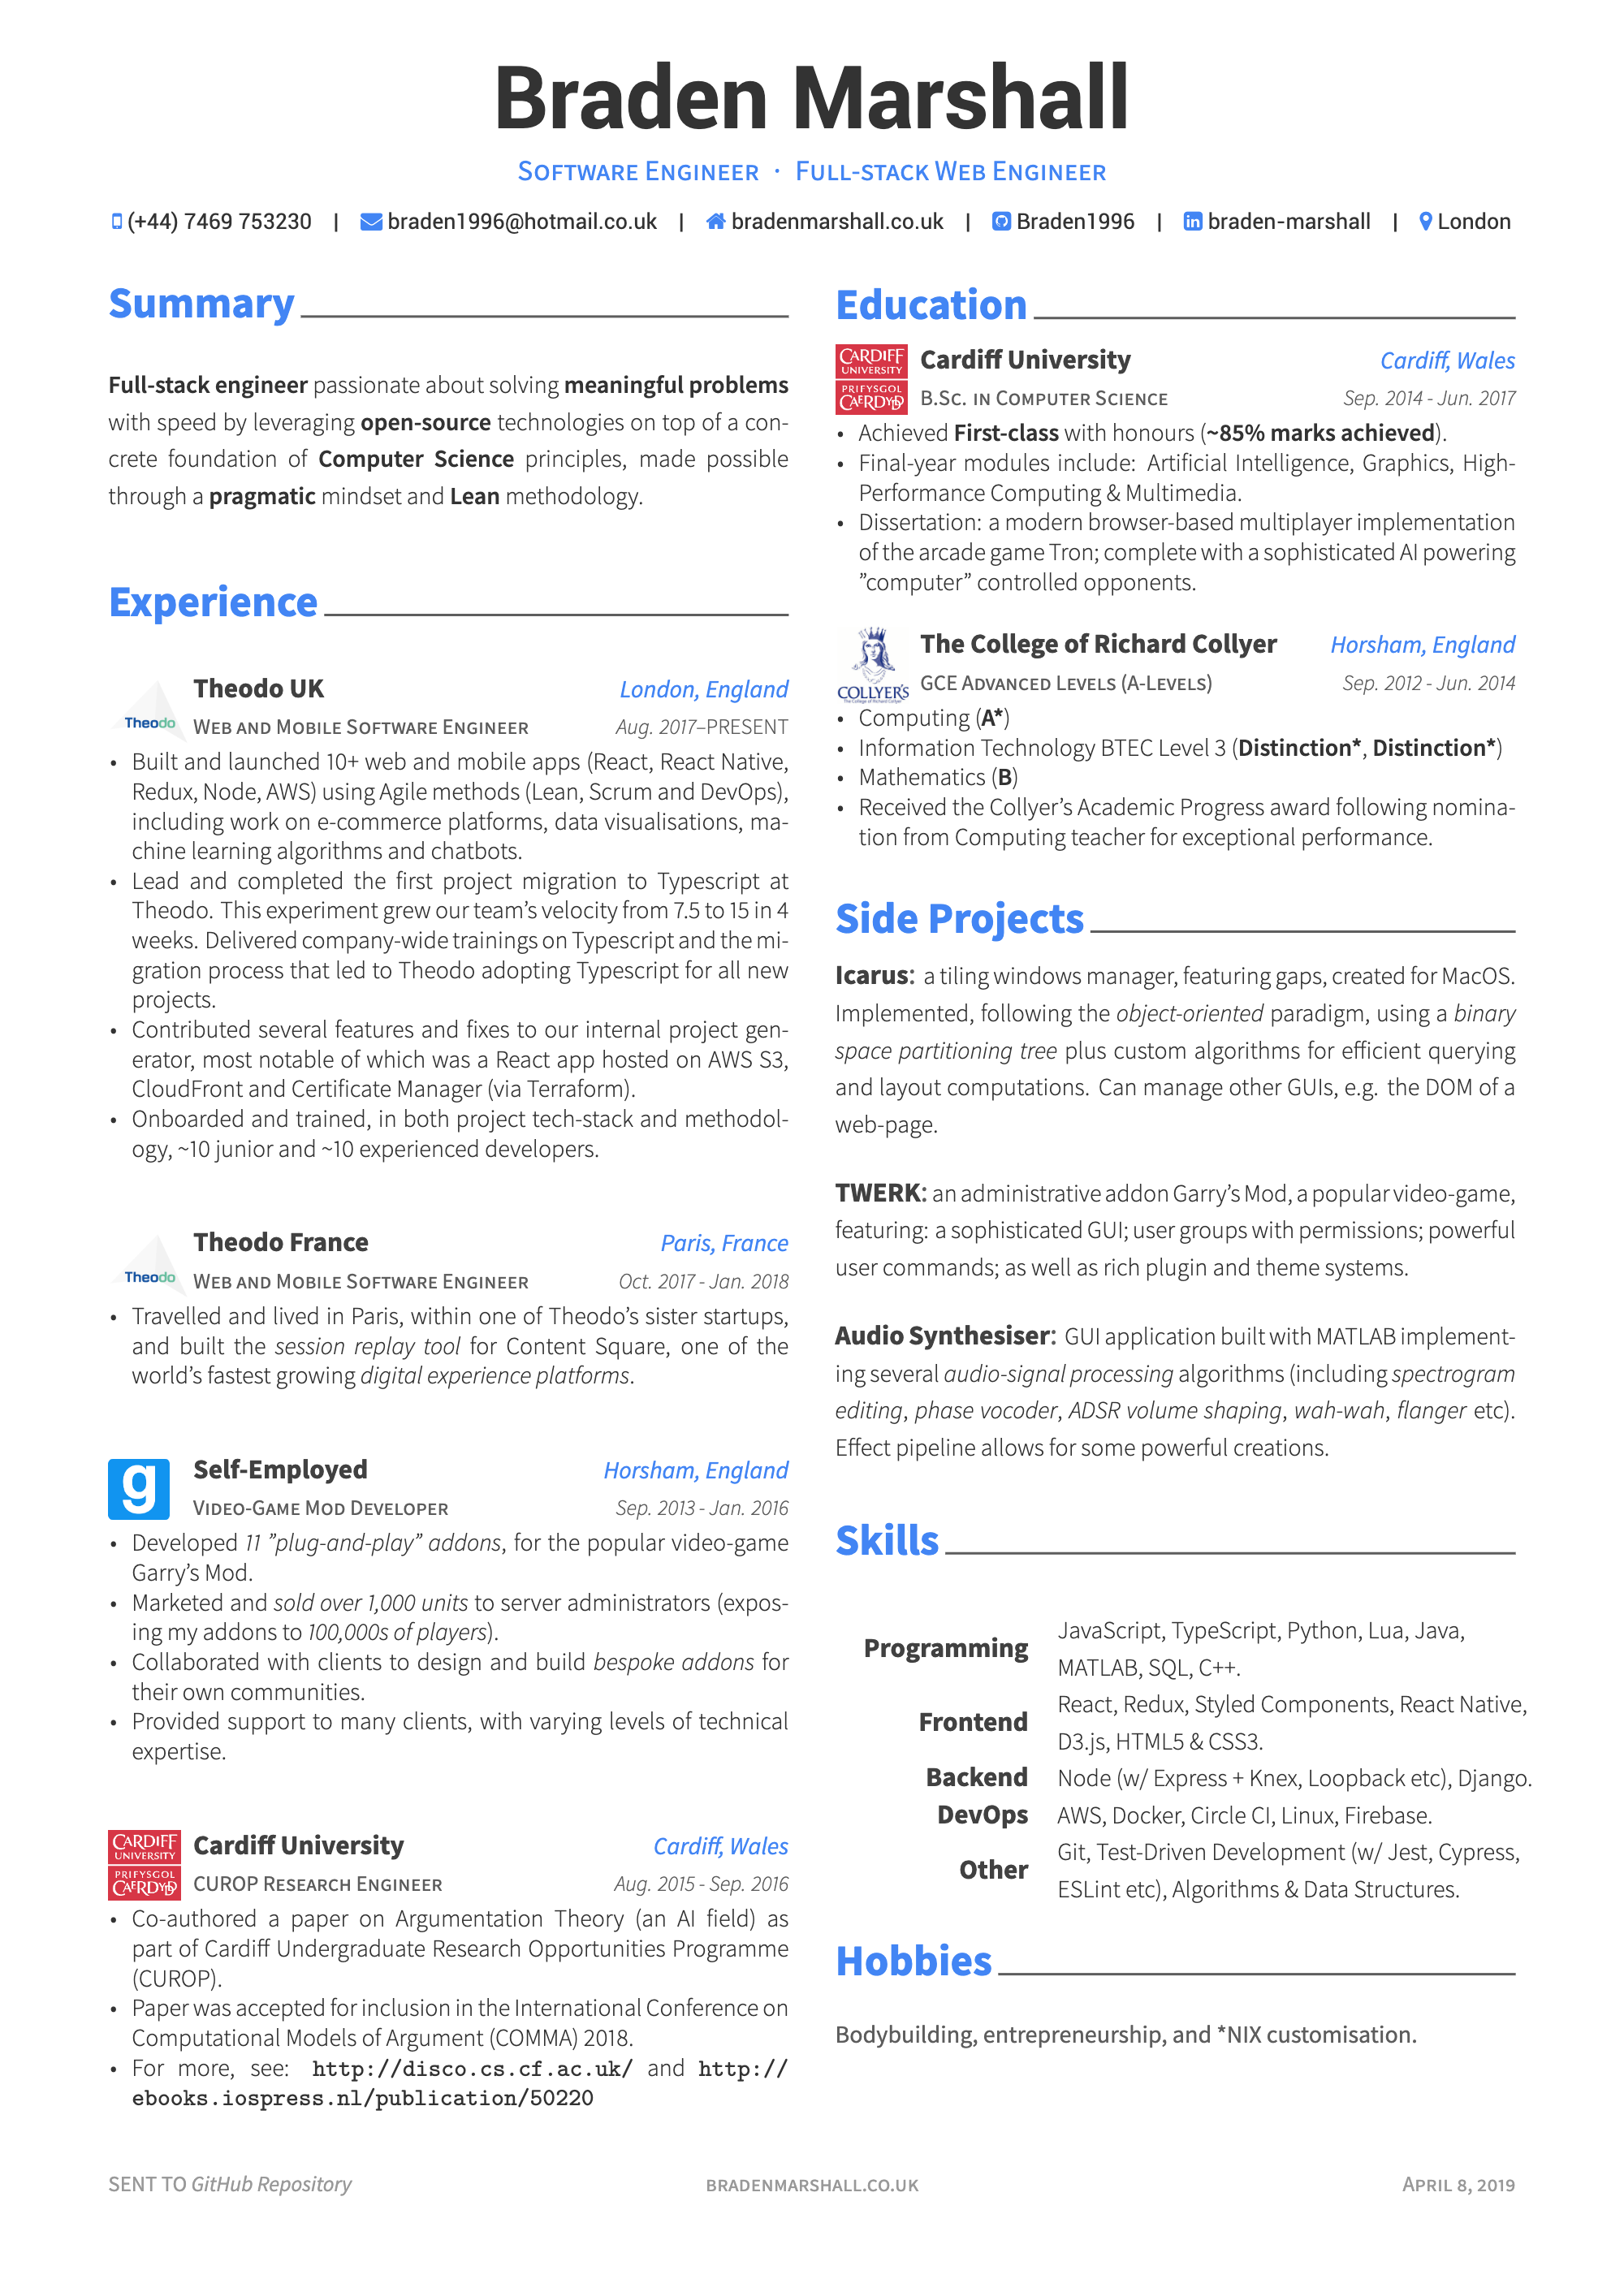 Braden Marshall
Software Engineer · Full-stack Web Engineer
(+44) 7469 753230 | braden1996@hotmail.co.uk | bradenmarshall.co.uk | Braden1996 | braden-marshall | London
Summary
Full-stack engineer passionate about solving meaningful problems
with speed by leveraging open-source technologies on top of a con-
crete foundation of Computer Science principles, made possible
through a pragmatic mindset and Lean methodology.
Experience
Theodo
Theodo UK London, England
Web and Mobile Software Engineer Aug. 2017–PRESENT
• Built and launched 10+ web and mobile apps (React, React Native,
Redux, Node, AWS) using Agile methods (Lean, Scrum and DevOps),
including work on e-commerce platforms, data visualisations, ma-
chine learning algorithms and chatbots.
• Lead and completed the first project migration to Typescript at
Theodo. This experiment grew our team's velocity from 7.5 to 15 in 4
weeks. Delivered company-wide trainings on Typescript and the mi-
gration process that led to Theodo adopting Typescript for all new
projects.
• Contributed several features and fixes to our internal project gen-
erator, most notable of which was a React app hosted on AWS S3,
CloudFront and Certificate Manager (via Terraform).
• Onboarded and trained, in both project tech-stack and methodol-
ogy, ~10 junior and ~10 experienced developers.
Theodo
Theodo France Paris, France
Web and Mobile Software Engineer Oct. 2017 - Jan. 2018
• Travelled and lived in Paris, within one of Theodo's sister startups,
and built the session replay tool for Content Square, one of the
world's fastest growing digital experience platforms.
g
Self-Employed Horsham, England
Video-Game Mod Developer Sep. 2013 - Jan. 2016
• Developed 11 ”plug-and-play” addons, for the popular video-game
Garry's Mod.
• Marketed and sold over 1,000 units to server administrators (expos-
ing my addons to 100,000s of players).
• Collaborated with clients to design and build bespoke addons for
their own communities.
• Provided support to many clients, with varying levels of technical
expertise.
CARDIFF
UNIVERSITY
PRIFYSGOL
CAERDYDD
Cardiff University Cardiff, Wales
CUROP Research Engineer Aug. 2015 - Sep. 2016
• Co-authored a paper on Argumentation Theory (an AI field) as
part of Cardiff Undergraduate Research Opportunities Programme
(CUROP).
• Paper was accepted for inclusion in the International Conference on
Computational Models of Argument (COMMA) 2018.
• For more, see: http://disco.cs.cf.ac.uk/ and http://
ebooks.iospress.nl/publication/50220
Education
CARDIFF
UNIVERSITY
PRIFYSGOL
CAERDYDD
Cardiff University Cardiff, Wales
B.Sc. in Computer Science Sep. 2014 - Jun. 2017
• Achieved First-class with honours (~85% marks achieved).
• Final-year modules include: Artificial Intelligence, Graphics, High-
Performance Computing & Multimedia.
• Dissertation: a modern browser-based multiplayer implementation
of the arcade game Tron; complete with a sophisticated AI powering
”computer” controlled opponents.
COLLYER'S
The College of Richard Collyer
The College of Richard Collyer Horsham, England
GCE Advanced Levels (A-Levels) Sep. 2012 - Jun. 2014
• Computing (A*)
• Information Technology BTEC Level 3 (Distinction*, Distinction*)
• Mathematics (B)
• Received the Collyer's Academic Progress award following nomina-
tion from Computing teacher for exceptional performance.
Side Projects
Icarus: a tiling windows manager, featuring gaps, created for MacOS.
Implemented, following the object-oriented paradigm, using a binary
space partitioning tree plus custom algorithms for efficient querying
and layout computations. Can manage other GUIs, e.g. the DOM of a
web-page.
TWERK: an administrative addon Garry's Mod, a popular video-game,
featuring: a sophisticated GUI; user groups with permissions; powerful
user commands; as well as rich plugin and theme systems.
Audio Synthesiser: GUI application built with MATLAB implement-
ing several audio-signal processing algorithms (including spectrogram
editing, phase vocoder, ADSR volume shaping, wah-wah, flanger etc).
Effect pipeline allows for some powerful creations.
Skills
Programming JavaScript, TypeScript, Python, Lua, Java,
MATLAB, SQL, C++.
Frontend React, Redux, Styled Components, React Native,
D3.js, HTML5 & CSS3.
Backend Node (w/ Express + Knex, Loopback etc), Django.
DevOps AWS, Docker, Circle CI, Linux, Firebase.
Other Git, Test-Driven Development (w/ Jest, Cypress,
ESLint etc), Algorithms & Data Structures.
Hobbies
Bodybuilding, entrepreneurship, and *NIX customisation.
SENT TO GitHub Repository bradenmarshall.co.uk April 8, 2019